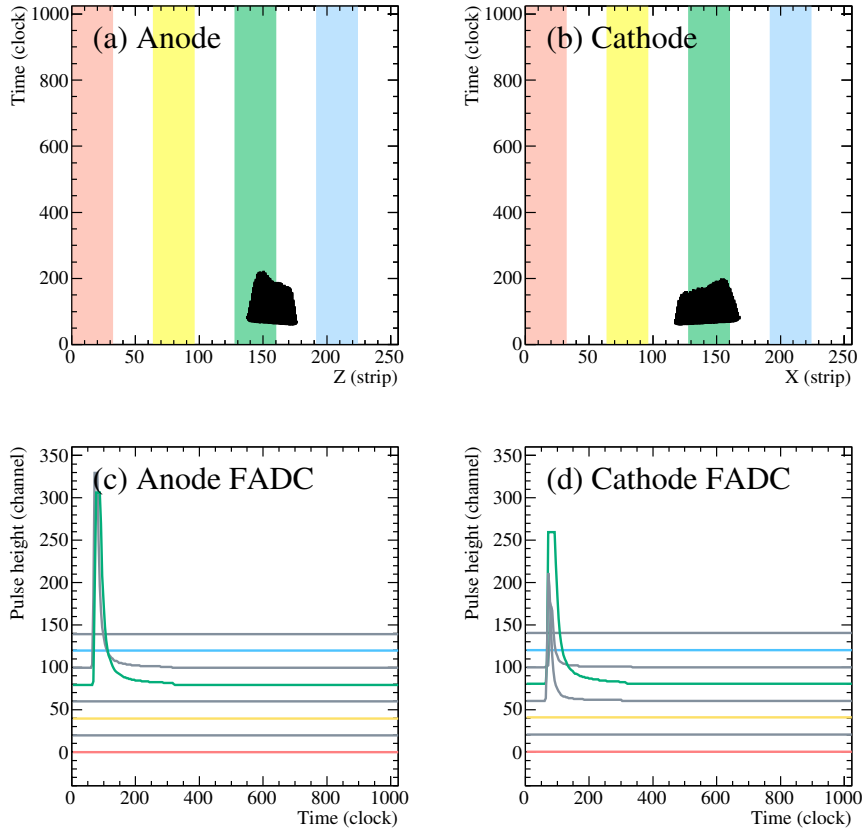 (a) Anode
Time (clock)
1000
800
600
400
200
0
0 50 100 150 200 250
Z (strip)
(b) Cathode
Time (clock)
1000
800
600
400
200
0
0 50 100 150 200 250
X (strip)
(c) Anode FADC
Pulse height (channel)
350
300
250
200
150
100
50
0
0 200 400 600 800 1000
Time (clock)
(d) Cathode FADC
Pulse height (channel)
350
300
250
200
150
100
50
0
0 200 400 600 800 1000
Time (clock)